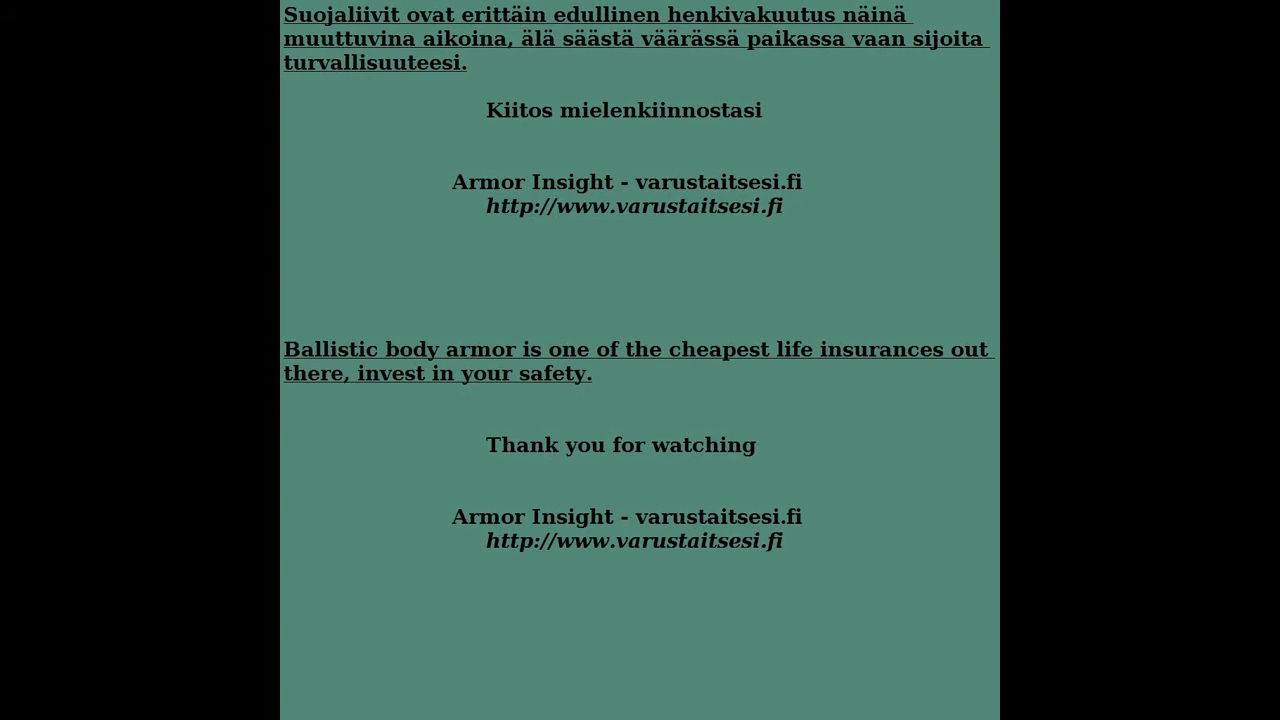 Suojaliivit ovat erittäin edullinen henkivakuutus näinä
muuttuvina aikoina, älä säästä väärässä paikassa vaan sijoita
turvallisuuteesi.
Kiitos mielenkiinnostasi
Armor Insight - varustaitsesi.fi
http://www.varustaitsesi.fi
Ballistic body armor is one of the cheapest life insurances out
there, invest in your safety.
Thank you for watching
Armor Insight - varustaitsesi.fi
http://www.varustaitsesi.fi